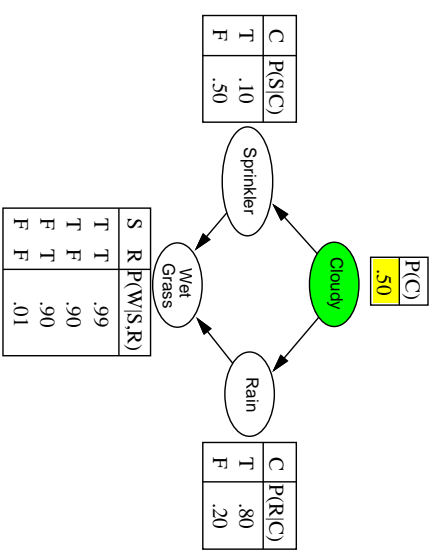 P(C)
.50
Cloudy
C P(S|C)
T .10
F .50
Sprinkler
Rain
C P(R|C)
T .80
F .20
Wet
Grass
S R P(W|S,R)
T T .99
T F .90
F T .90
F F .01